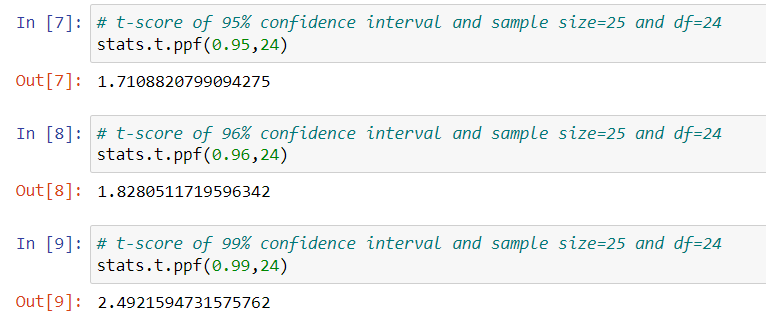 In [7]: # t-score of 95% confidence interval and sample size=25 and df=24
stats.t.ppf(0.95,24)
Out[7]: 1.7108820799094275
In [8]: # t-score of 96% confidence interval and sample size=25 and df=24
stats.t.ppf(0.96,24)
Out[8]: 1.8280511719596342
In [9]: # t-score of 99% confidence interval and sample size=25 and df=24
stats.t.ppf(0.99,24)
Out[9]: 2.4921594731575762